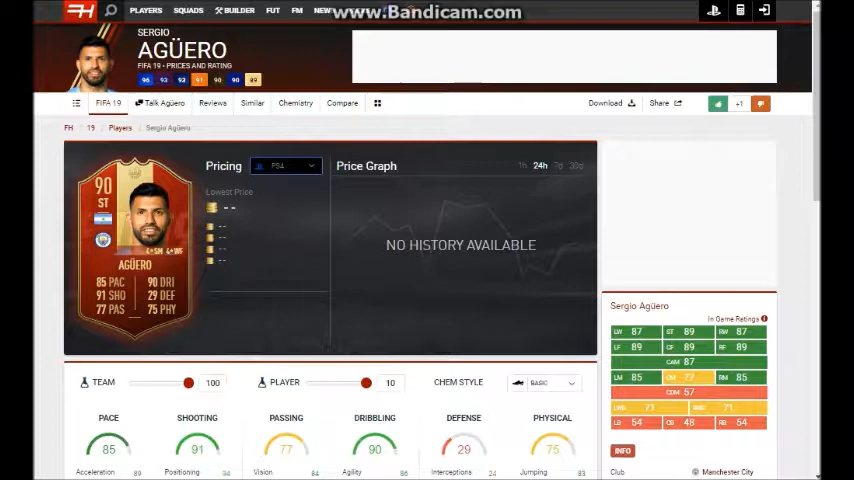 www.Bandicam.com
FH PLAYERS SQUADS BUILDER FUT FM NEWS
SERGIO
AGÜERO
FIFA 19 - PRICES AND RATING
96 93 92 91 90 90 89
FIFA 19 Talk Agüero Reviews Similar Chemistry Compare Download Share +1
FH 19 Players Sergio Agüero
90
ST
4★SM 4★WF
AGÜERO
85 PAC 90 DRI
91 SHO 29 DEF
77 PAS 75 PHY
Pricing PS4
Lowest Price
--
--
--
--
--
Price Graph 1h 24h 7d 30d
NO HISTORY AVAILABLE
Sergio Agüero
In Game Ratings
LW 87 ST 89 RW 87
LF 89 CF 89 RF 89
CAM 87
LM 85 CM 77 RM 85
CDM 57
LWB 71 RWB 71
LB 54 CB 48 RB 54
INFO
Club Manchester City
TEAM 100 PLAYER 10 CHEM STYLE BASIC
PACE SHOOTING PASSING DRIBBLING DEFENSE PHYSICAL
85 91 77 90 29 75
Acceleration 89 Positioning 94 Vision 84 Agility 86 Interceptions 24 Jumping 83